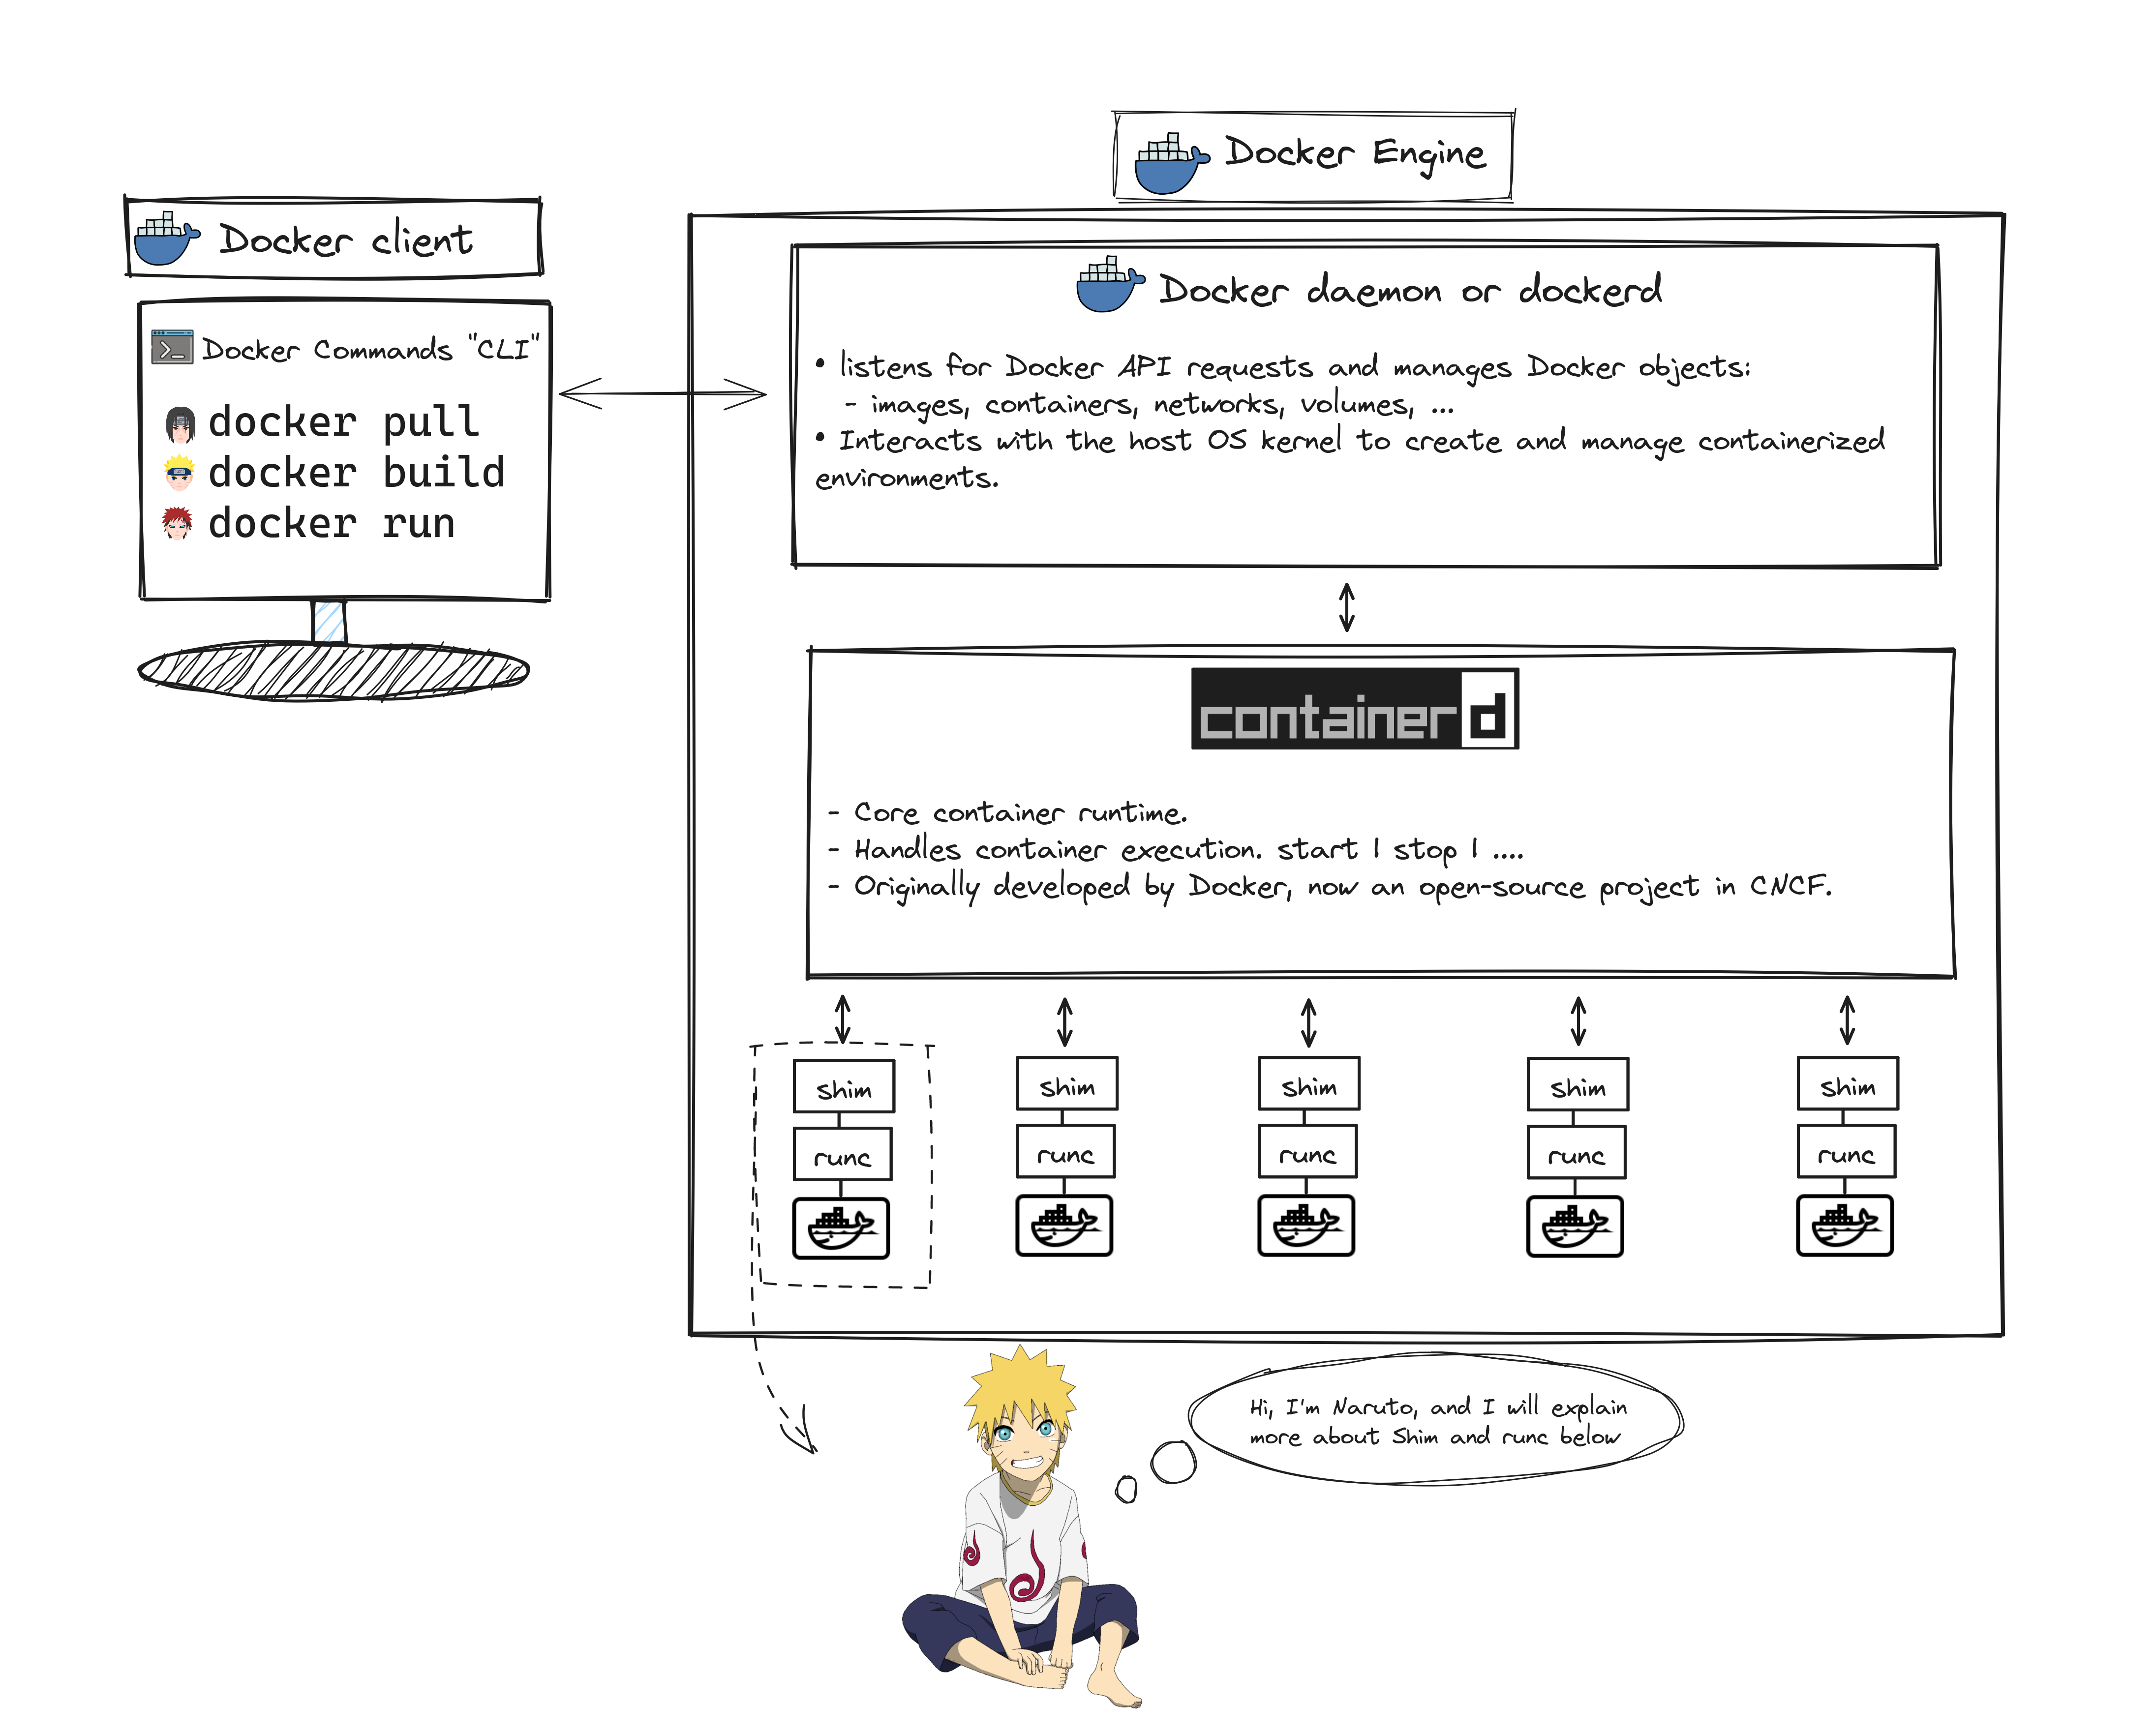 Docker Engine
Docker client
Docker Commands "CLI"
docker pull
docker build
docker run
Docker daemon or dockerd
• listens for Docker API requests and manages Docker objects:
- images, containers, networks, volumes, ...
• Interacts with the host OS kernel to create and manage containerized
environments.
containerd
- Core container runtime.
- Handles container execution. start | stop | ....
- Originally developed by Docker, now an open-source project in CNCF.
shim
shim
shim
shim
shim
runc
runc
runc
runc
runc
Hi, I'm Naruto, and I will explain
more about Shim and runc below